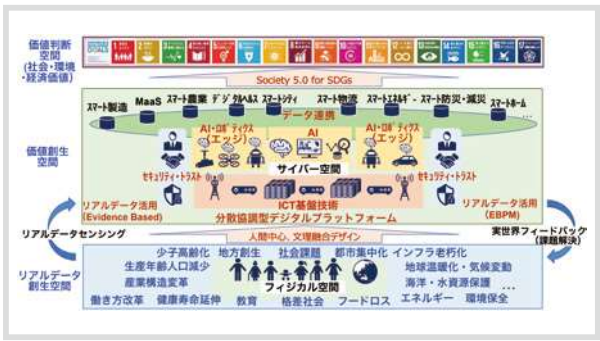 価値判断
空間
(社会・環境
・経済価値)
Society 5.0 for SDGs
スマート製造
MaaS
スマート農業
デジタルヘルス
スマートシティ
スマート物流
スマートエネルギー
スマート防災・減災
スマートホーム
…
データ連携
価値創生
空間
AI・ロボティクス
(エッジ)
AI
AI・ロボティクス
(エッジ)
サイバー空間
セキュリティ・トラスト
セキュリティ・トラスト
ICT基盤技術
リアルデータ活用
(Evidence Based)
分散協調型デジタルプラットフォーム
リアルデータ活用
(EBPM)
リアルデータセンシング
人間中心、文理融合デザイン
実世界フィードバック
(課題解決)
リアルデータ
創生空間
少子高齢化
地方創生
社会課題
都市集中化
インフラ老朽化
生産年齢人口減少
地球温暖化・気候変動
産業構造変革
フィジカル空間
海洋・水資源保護
…
働き方改革
健康寿命延伸
教育
格差社会
フードロス
エネルギー
環境保全